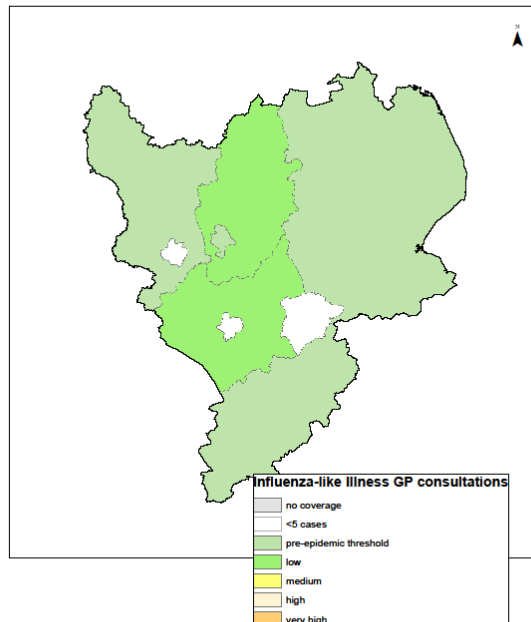 Influenza-like Illness GP consultations
no coverage
<5 cases
pre-epidemic threshold
low
medium
high
very high